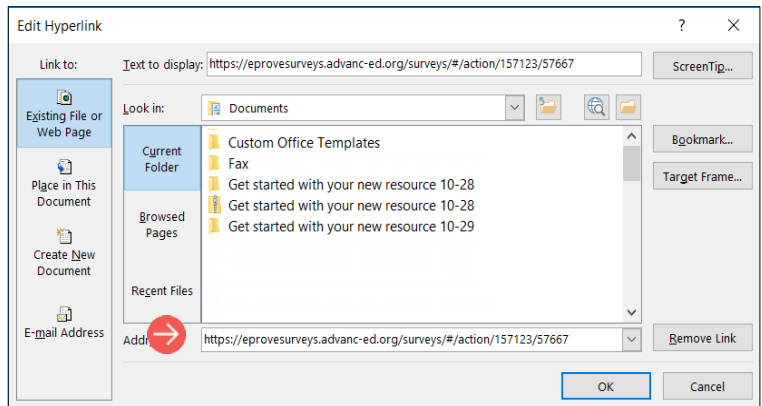 Edit Hyperlink
?
Link to:
Text to display:
https://eprovesurveys.advanc-ed.org/surveys/#/action/157123/57667
ScreenTip...
Existing File or
Web Page
Look in:
Documents
Current
Folder
Custom Office Templates
Fax
Get started with your new resource 10-28
Get started with your new resource 10-28
Get started with your new resource 10-29
Bookmark...
Target Frame...
Place in This
Document
Browsed
Pages
Create New
Document
Recent Files
E-mail Address
Addr
https://eprovesurveys.advanc-ed.org/surveys/#/action/157123/57667
Remove Link
OK
Cancel